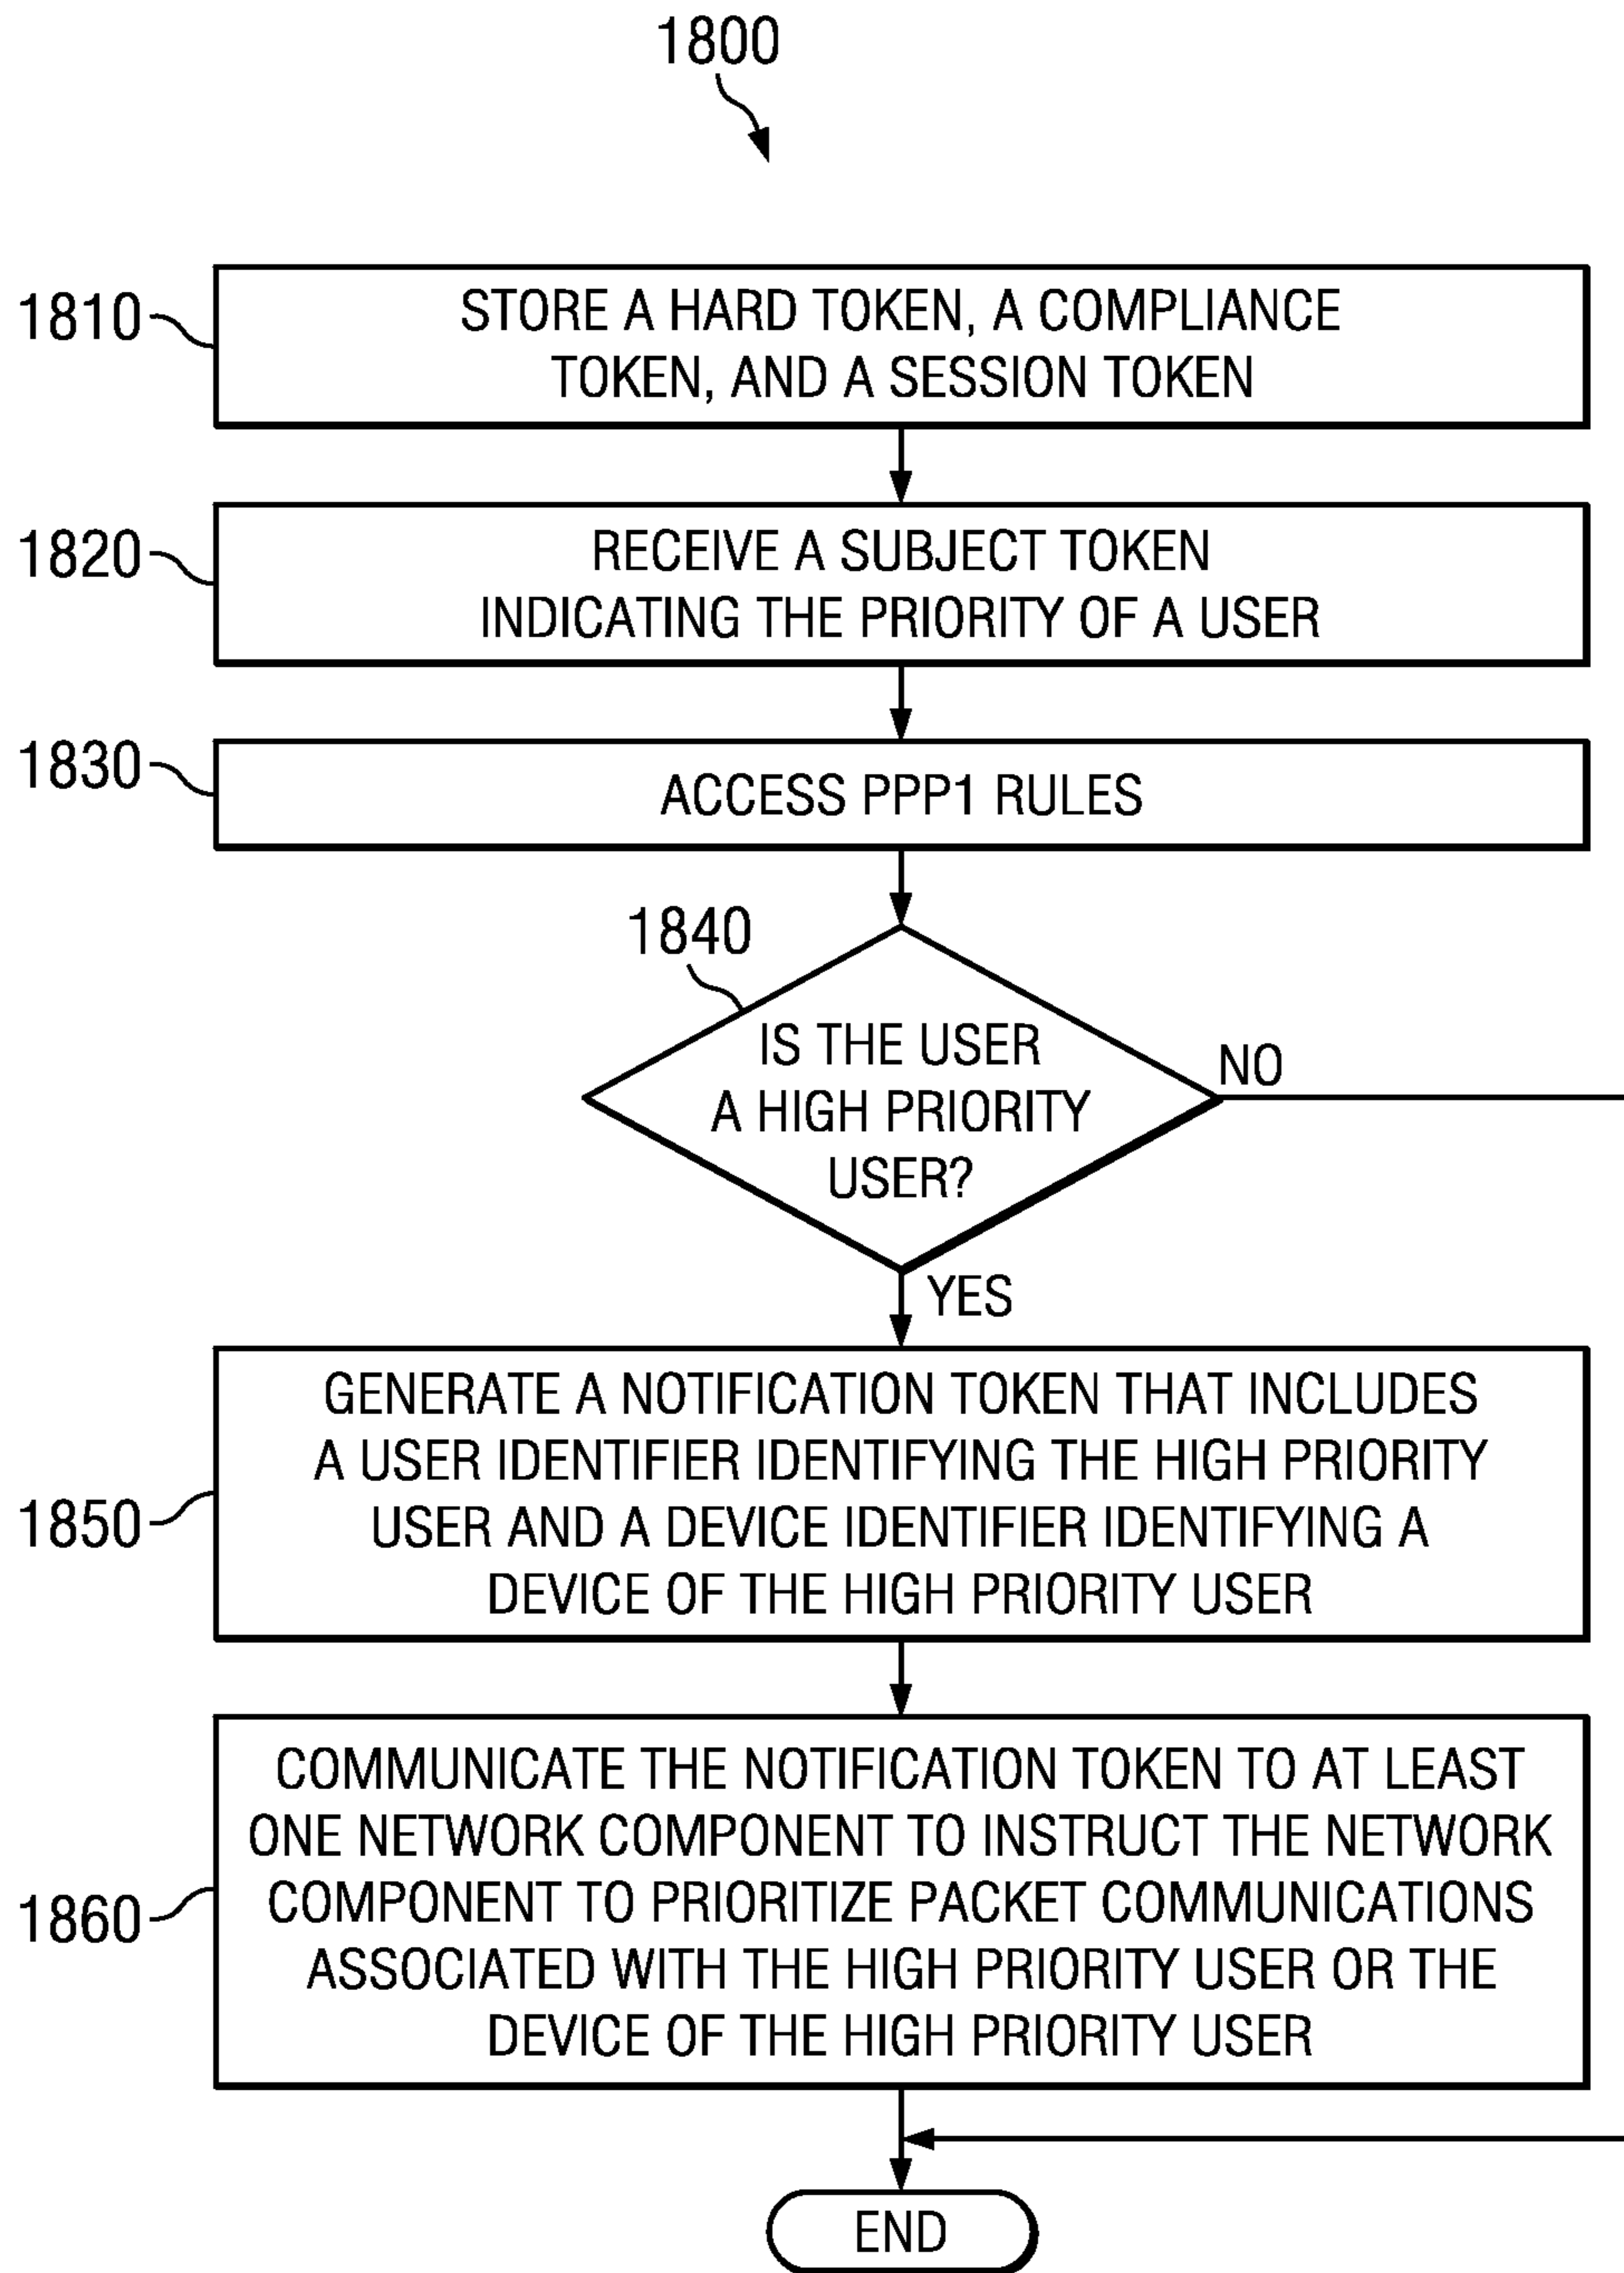 1800
1810
STORE A HARD TOKEN, A COMPLIANCE
TOKEN, AND A SESSION TOKEN
1820
RECEIVE A SUBJECT TOKEN
INDICATING THE PRIORITY OF A USER
1830
ACCESS PPP1 RULES
1840
IS THE USER
A HIGH PRIORITY
USER?
NO
YES
1850
GENERATE A NOTIFICATION TOKEN THAT INCLUDES
A USER IDENTIFIER IDENTIFYING THE HIGH PRIORITY
USER AND A DEVICE IDENTIFIER IDENTIFYING A
DEVICE OF THE HIGH PRIORITY USER
1860
COMMUNICATE THE NOTIFICATION TOKEN TO AT LEAST
ONE NETWORK COMPONENT TO INSTRUCT THE NETWORK
COMPONENT TO PRIORITIZE PACKET COMMUNICATIONS
ASSOCIATED WITH THE HIGH PRIORITY USER OR THE
DEVICE OF THE HIGH PRIORITY USER
END